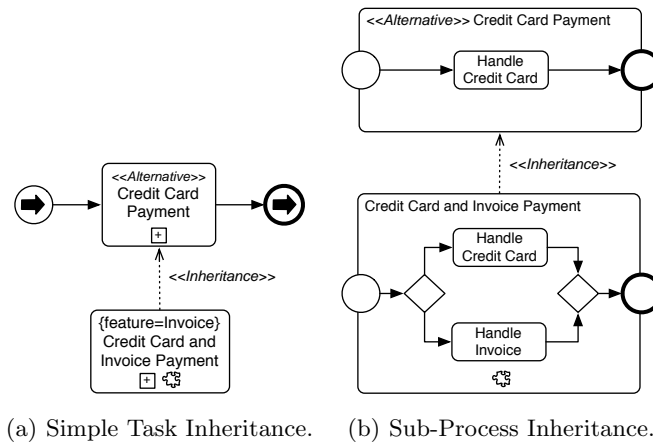 <<Alternative>>
Credit Card
Payment
+
<<Inheritance>>
{feature=Invoice}
Credit Card and
Invoice Payment
+
(a) Simple Task Inheritance.
<<Alternative>> Credit Card Payment
Handle
Credit Card
<<Inheritance>>
Credit Card and Invoice Payment
Handle
Credit Card
Handle
Invoice
(b) Sub-Process Inheritance.